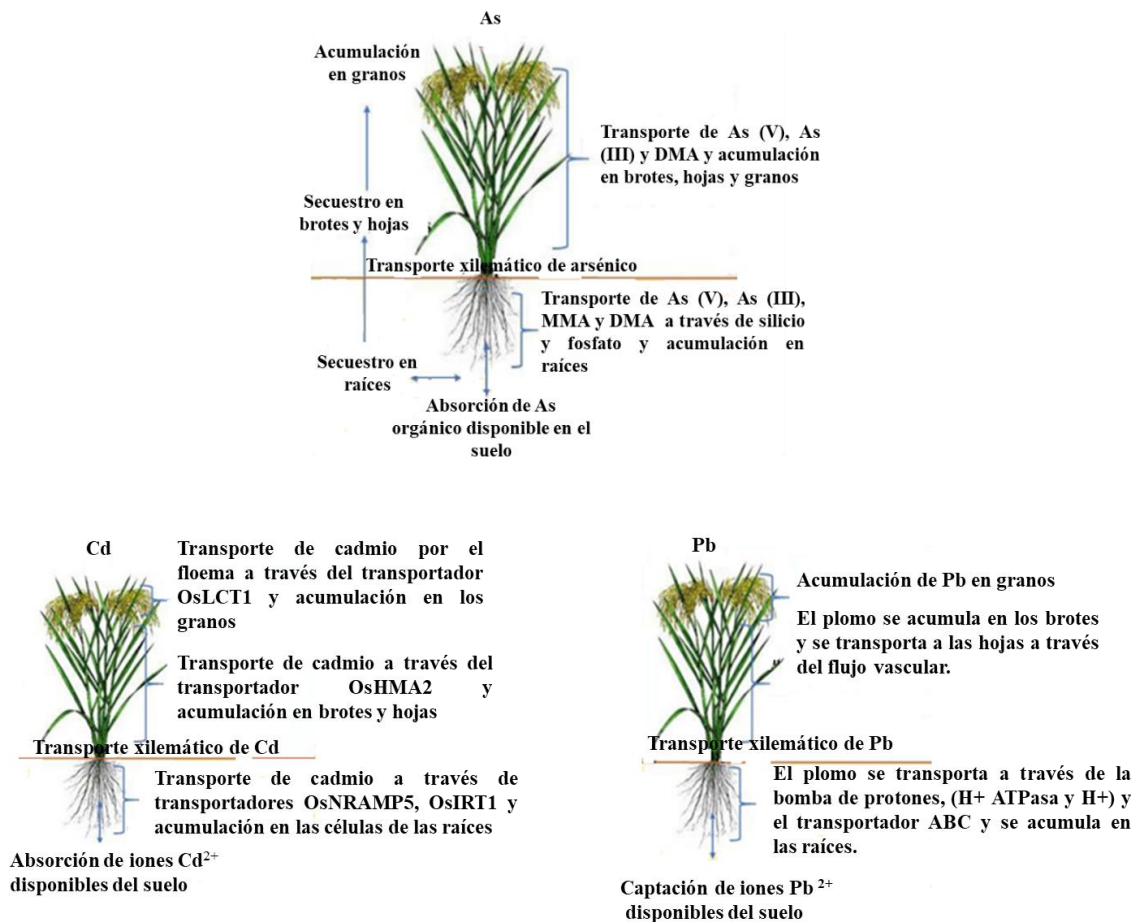 As
Acumulación
en granos
Transporte de As (V), As
(III) y DMA y acumulación
en brotes, hojas y granos
Secuestro en
brotes y hojas
Transporte xilemático de arsénico
Transporte de As (V), As (III),
MMA y DMA a través de silicio
y fosfato y acumulación en
raíces
Secuestro en
raíces
Absorción de As
orgánico disponible en el
suelo
Cd
Transporte de cadmio por el
floema a través del transportador
OsLCT1 y acumulación en los
granos
Transporte de cadmio a través del
transportador OsHMA2 y
acumulación en brotes y hojas
Transporte xilemático de Cd
Transporte de cadmio a través de
transportadores OsNRAMP5, OsIRT1 y
acumulación en las células de las raíces
Absorción de iones Cd²⁺
disponibles del suelo
Pb
Acumulación de Pb en granos
El plomo se acumula en los brotes
y se transporta a las hojas a través
del flujo vascular.
Transporte xilemático de Pb
El plomo se transporta a través de la
bomba de protones, (H+ ATPasa y H+) y
el transportador ABC y se acumula en
las raíces.
Captación de iones Pb ²⁺
disponibles del suelo